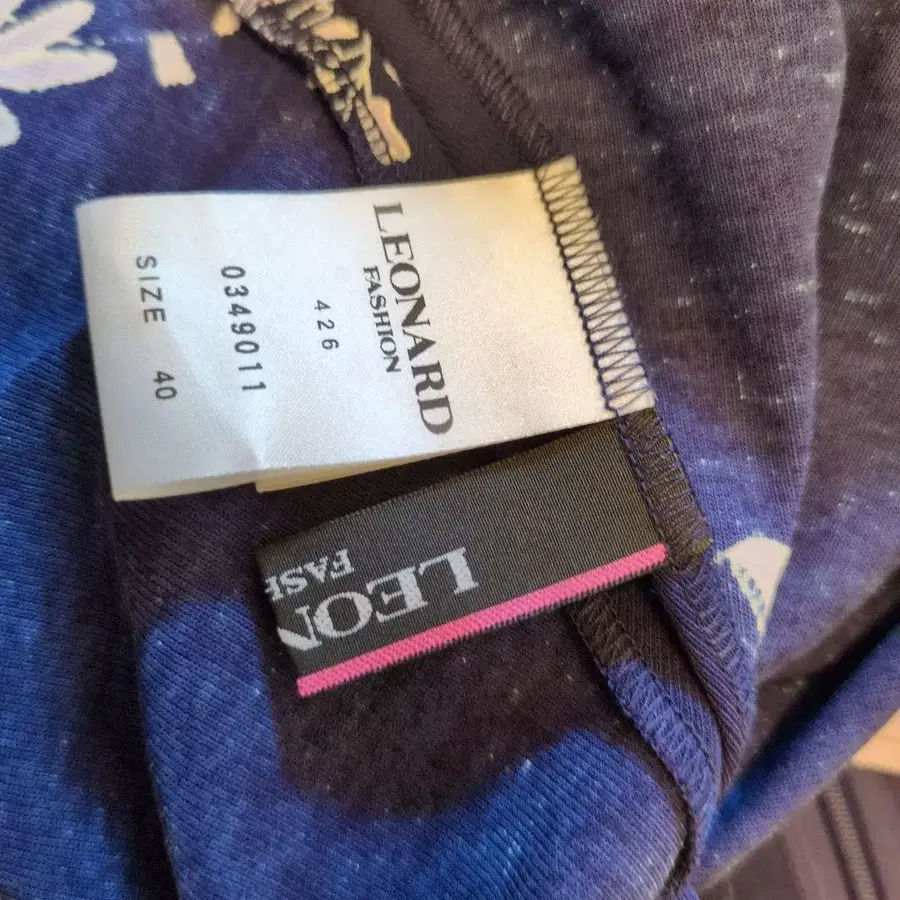 LEONARD
FASHION
426
0349011
SIZE 40
LEON
FASH